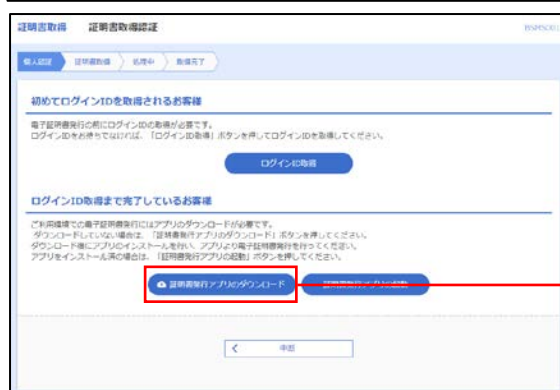 証明書取得 証明書取得認証
個人認証 証明書取得 処理中 取得完了
初めてログインIDを取得されるお客様
電子証明書発行の前にログインIDの取得が必要です。
ログインIDをお持ちでなければ、「ログインID取得」ボタンを押してログインIDを取得してください。
ログインID取得
ログインID取得まで完了しているお客様
ご利用環境での電子証明書発行にはアプリのダウンロードが必要です。
ダウンロードしていない場合は、「証明書発行アプリのダウンロード」ボタンを押してください。
ダウンロード後にアプリのインストールを行い、アプリより電子証明書発行を行ってください。
アプリをインストール済の場合は、「証明書発行アプリの起動」ボタンを押してください。
証明書発行アプリのダウンロード 証明書発行アプリの起動
中断